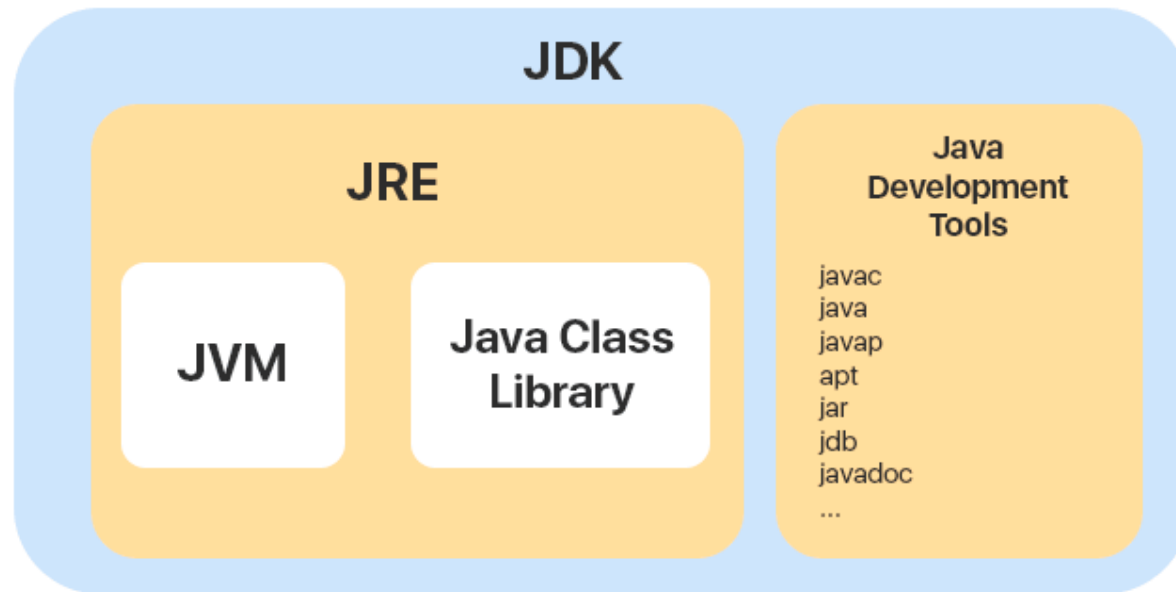 JDK
JRE
JVM
Java Class
Library
Java
Development
Tools
javac
java
javap
apt
jar
jdb
javadoc
...